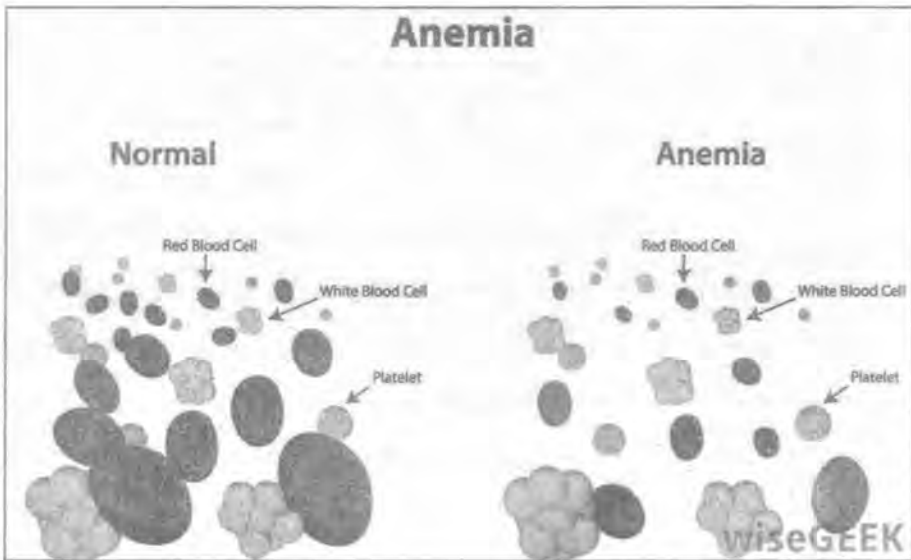 Anemia
Normal
Anemia
Red Blood Cell
Red Blood Cell
White Blood Cell
White Blood Cell
Platelet
Platelet
wiseGEEK